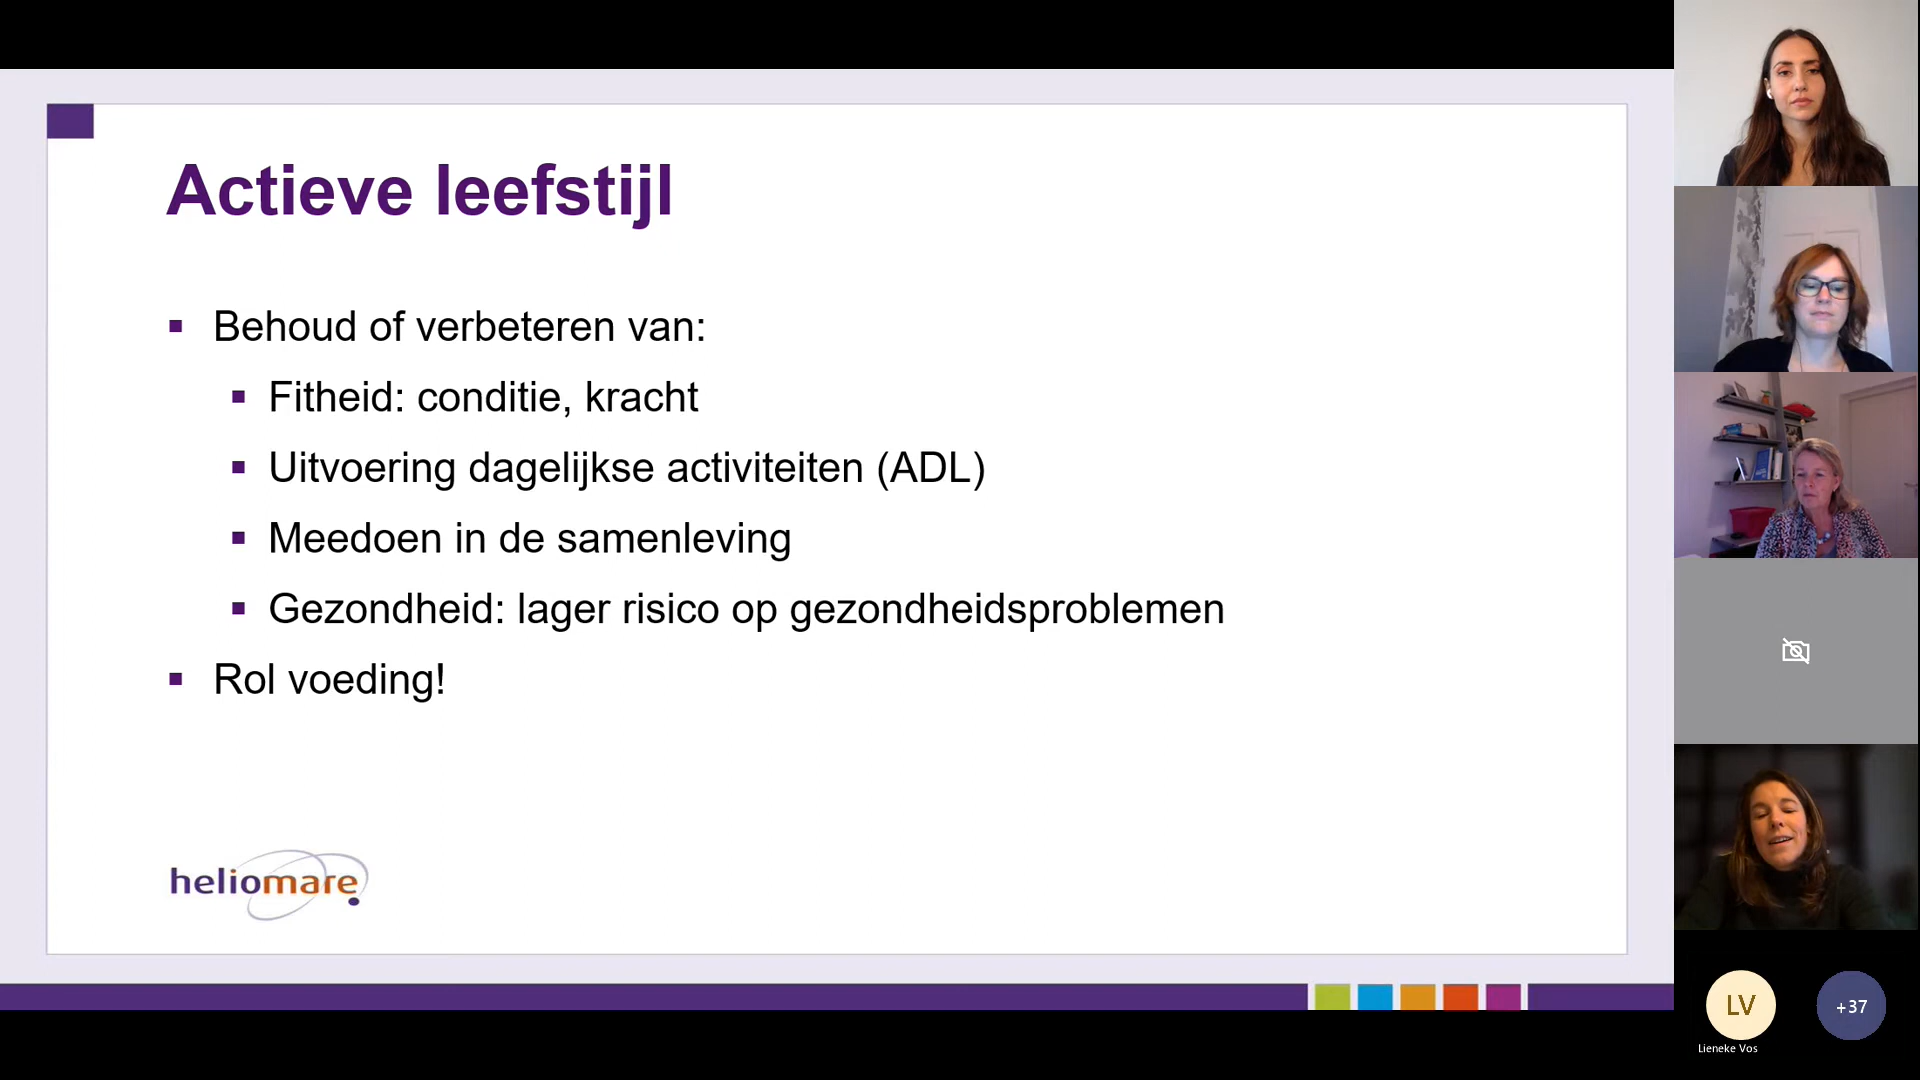 Actieve leefstijl
Behoud of verbeteren van:
Fitheid: conditie, kracht
Uitvoering dagelijkse activiteiten (ADL)
Meedoen in de samenleving
Gezondheid: lager risico op gezondheidsproblemen
Rol voeding!
heliomare
LV
+37
Lieneke Vos